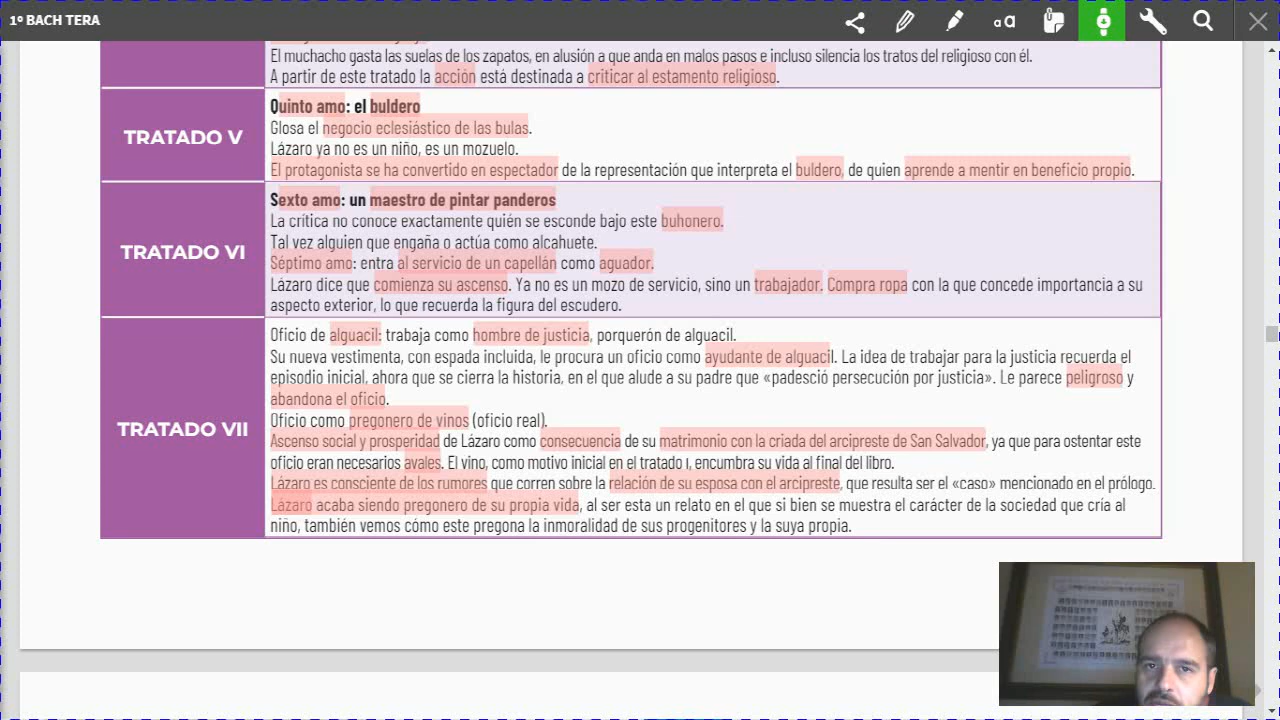 1º BACH TERA
El muchacho gasta las suelas de los zapatos, en alusión a que anda en malos pasos e incluso silencia los tratos del religioso con él.
A partir de este tratado la acción está destinada a criticar al estamento religioso.
TRATADO V
Quinto amo: el buldero
Glosa el negocio eclesiástico de las bulas.
Lázaro ya no es un niño, es un mozuelo.
El protagonista se ha convertido en espectador de la representación que interpreta el buldero, de quien aprende a mentir en beneficio propio.
TRATADO VI
Sexto amo: un maestro de pintar panderos
La crítica no conoce exactamente quién se esconde bajo este buhonero.
Tal vez alguien que engaña o actúa como alcahuete.
Séptimo amo: entra al servicio de un capellán como aguador.
Lázaro dice que comienza su ascenso. Ya no es un mozo de servicio, sino un trabajador. Compra ropa con la que concede importancia a su
aspecto exterior, lo que recuerda la figura del escudero.
TRATADO VII
Oficio de alguacil: trabaja como hombre de justicia, porquerón de alguacil.
Su nueva vestimenta, con espada incluida, le procura un oficio como ayudante de alguacil. La idea de trabajar para la justicia recuerda el
episodio inicial, ahora que se cierra la historia, en el que alude a su padre que «padesció persecución por justicia». Le parece peligroso y
abandona el oficio.
Oficio como pregonero de vinos (oficio real).
Ascenso social y prosperidad de Lázaro como consecuencia de su matrimonio con la criada del arcipreste de San Salvador, ya que para ostentar este
oficio eran necesarios avales. El vino, como motivo inicial en el tratado I, encumbra su vida al final del libro.
Lázaro es consciente de los rumores que corren sobre la relación de su esposa con el arcipreste, que resulta ser el «caso» mencionado en el prólogo.
Lázaro acaba siendo pregonero de su propia vida, al ser esta un relato en el que si bien se muestra el carácter de la sociedad que cría al
niño, también vemos cómo este pregona la inmoralidad de sus progenitores y la suya propia.